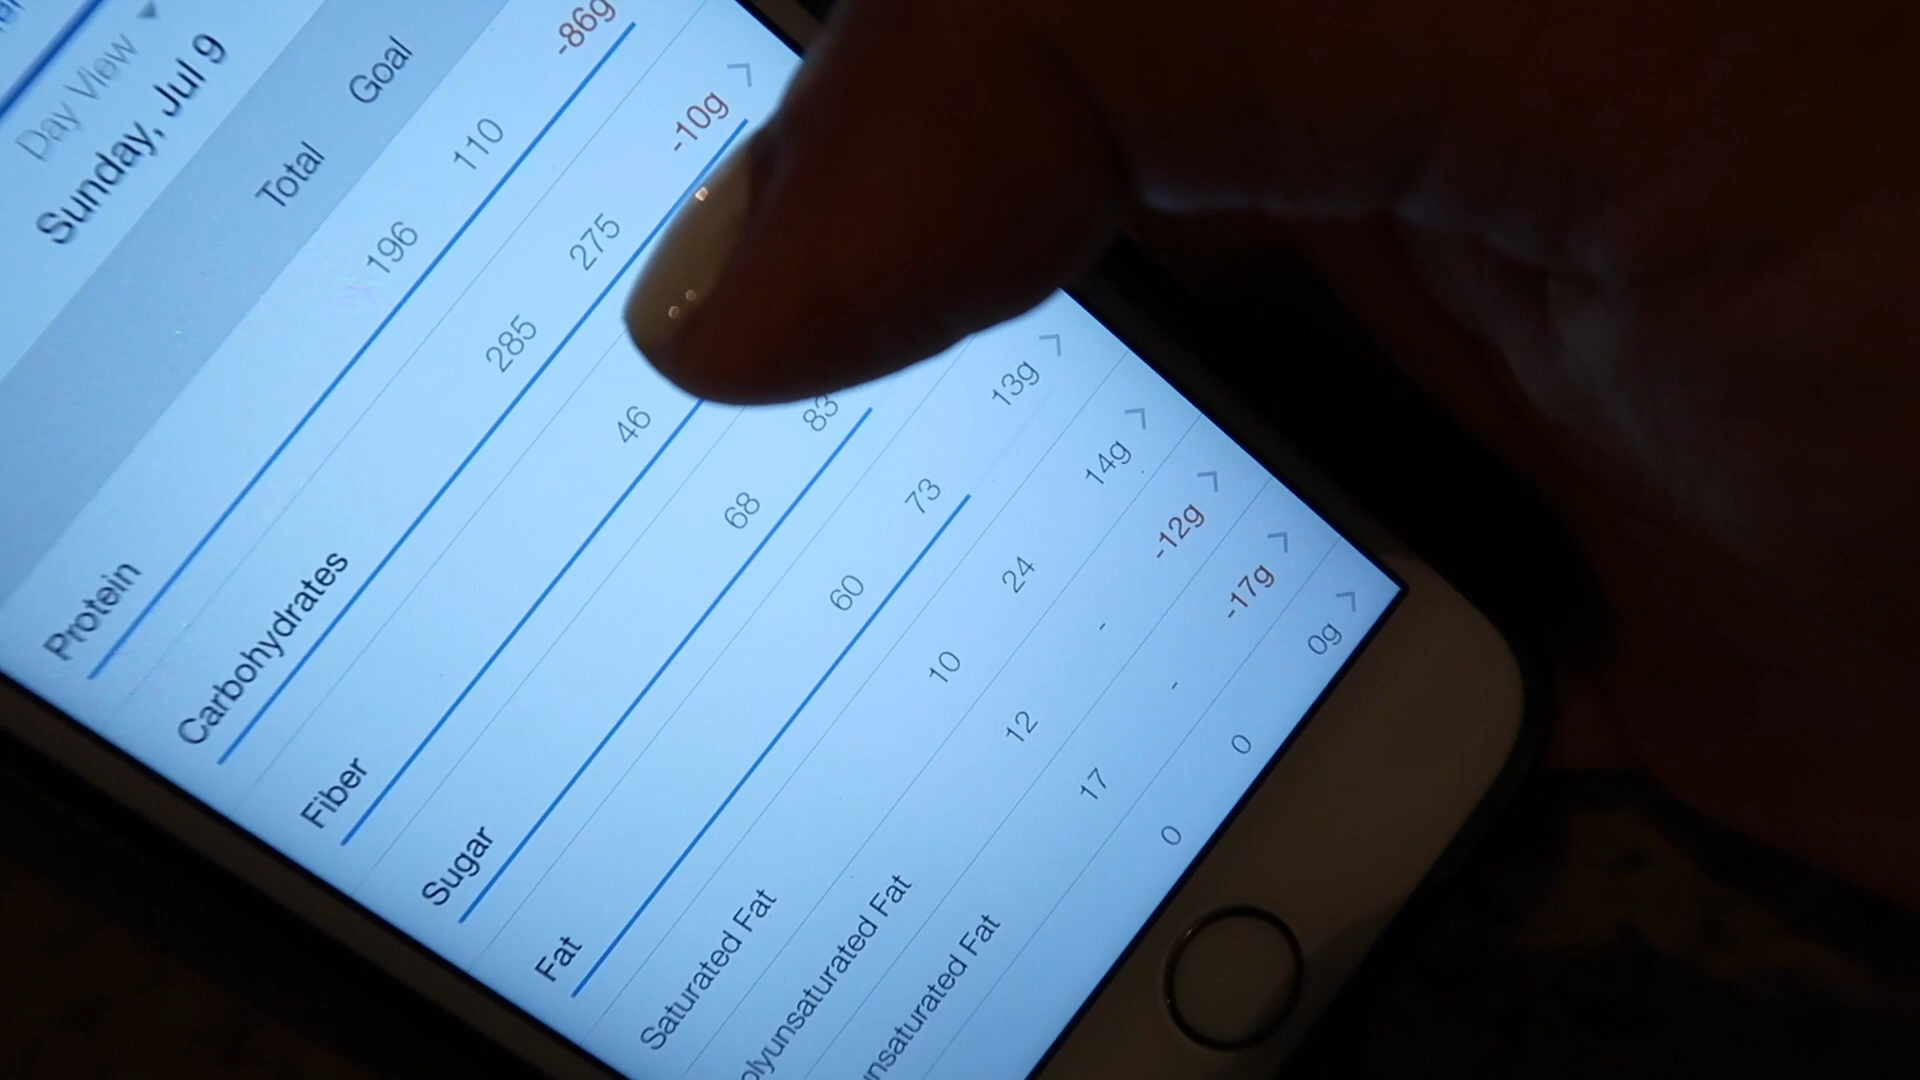 Day View
Sunday, Jul 9
Total Goal
Protein 196 110 -86g
Carbohydrates 285 275 -10g
Fiber 46
Sugar 68 83
Fat 60 73 13g
Saturated Fat 10 24 14g
olyunsaturated Fat 12 - -12g
nsaturated Fat 17 - -17g
0 0 0g